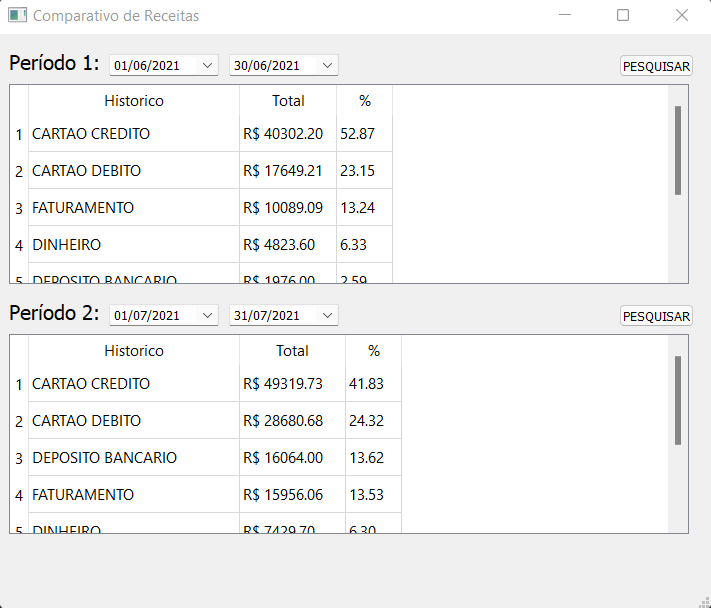 Comparativo de Receitas
Período 1: 01/06/2021 30/06/2021 PESQUISAR
Historico Total %
1 CARTAO CREDITO R$ 40302.20 52.87
2 CARTAO DEBITO R$ 17649.21 23.15
3 FATURAMENTO R$ 10089.09 13.24
4 DINHEIRO R$ 4823.60 6.33
5 DEPOSITO BANCARIO R$ 1976.00 2.59
Período 2: 01/07/2021 31/07/2021 PESQUISAR
Historico Total %
1 CARTAO CREDITO R$ 49319.73 41.83
2 CARTAO DEBITO R$ 28680.68 24.32
3 DEPOSITO BANCARIO R$ 16064.00 13.62
4 FATURAMENTO R$ 15956.06 13.53
5 DINHEIRO R$ 7429.70 6.30